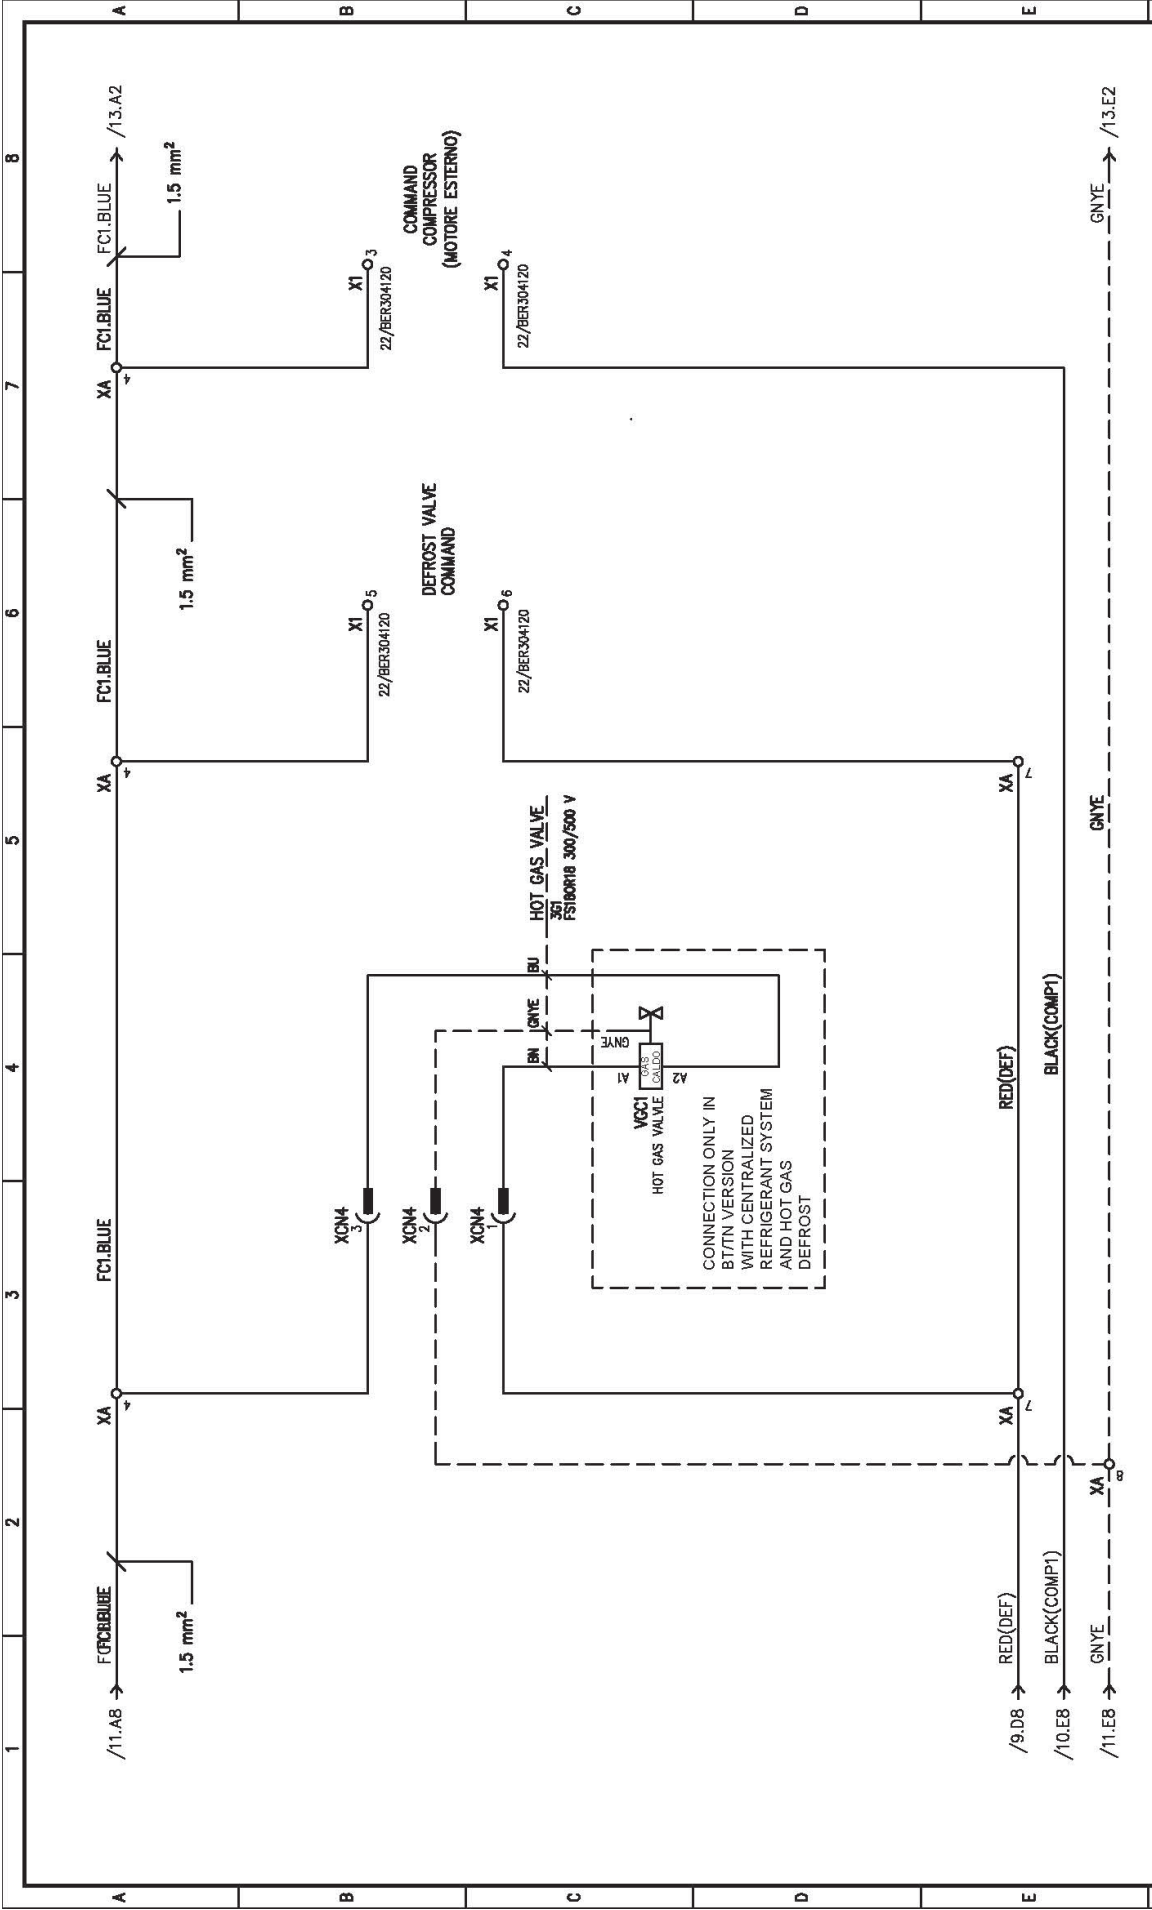 1
2
3
4
5
6
7
8
A
A
B
B
C
C
D
D
E
E
/11.A8
FC1.BLUE
1.5 mm²
XA
4
FC1.BLUE
XA
4
FC1.BLUE
1.5 mm²
XA
4
FC1.BLUE
FC1.BLUE
1.5 mm²
/13.A2
XCN4
3
XCN4
2
XCN4
1
X1
5
22/BER304120
X1
6
22/BER304120
DEFROST VALVE
COMMAND
X1
3
22/BER304120
X1
4
22/BER304120
COMMAND
COMPRESSOR
(MOTORE ESTERNO)
BN
GNYE
BU
HOT GAS VALVE
3G1
FS18OR18 300/500 V
GNYE
A1
GAS
CALDO
A2
VGC1
HOT GAS VALVLE
CONNECTION ONLY IN
BT/TN VERSION
WITH CENTRALIZED
REFRIGERANT SYSTEM
AND HOT GAS
DEFROST
/9.D8
RED(DEF)
XA
7
RED(DEF)
XA
7
/10.E8
BLACK(COMP1)
BLACK(COMP1)
/11.E8
GNYE
XA
8
GNYE
GNYE
/13.E2